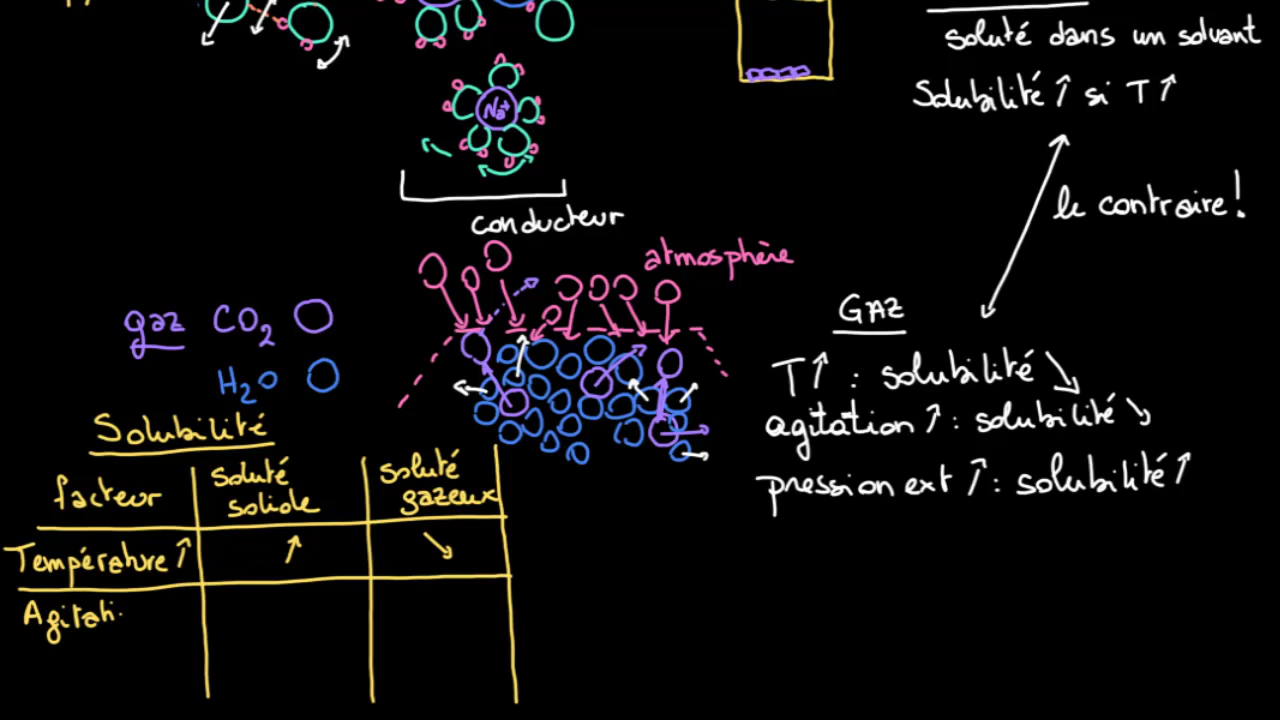 soluté dans un solvant
Solubilité ↑ si T ↑
Na+
le contraire !
conducteur
atmosphère
gaz CO2
H2O
GAZ
T ↑ : solubilité ↘
agitation ↑ : solubilité ↘
pression ext ↑ : solubilité ↑
Solubilité
facteur
soluté solide
soluté gazeux
Température ↑ ↑ ↘
Agitati